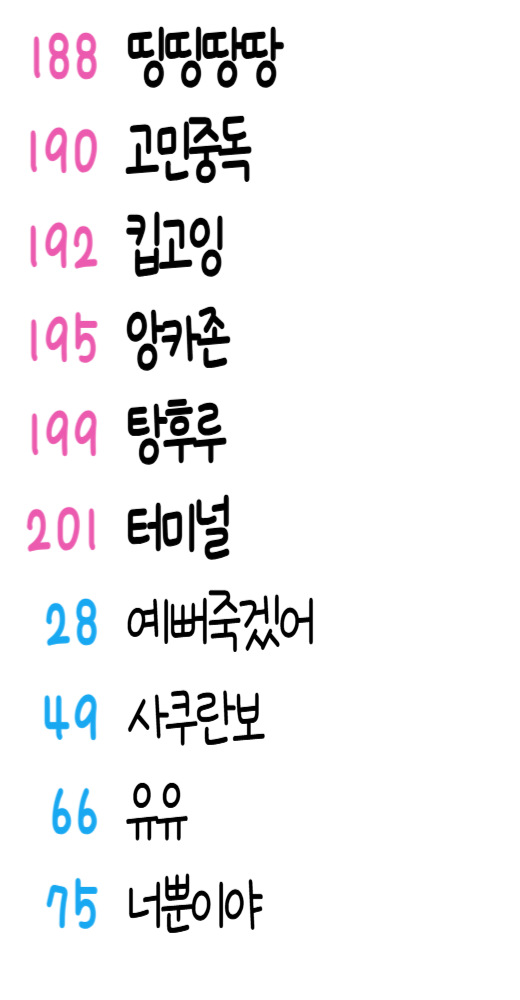 188 띵띵땅땅
190 고민중독
192 킵고잉
195 앙카존
199 탕후루
201 터미널
28 예뻐죽겠어
49 사쿠란보
66 유유
75 너뿐이야